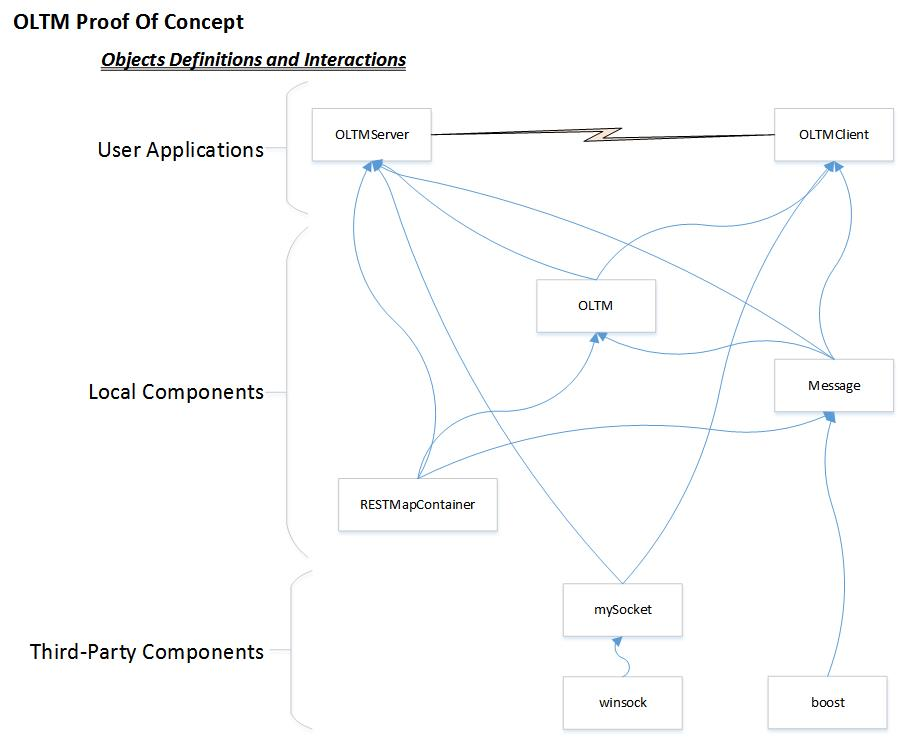 OLTM Proof Of Concept
Objects Definitions and Interactions
User Applications
OLTMServer
OLTMClient
OLTM
Local Components
Message
RESTMapContainer
mySocket
Third-Party Components
winsock
boost